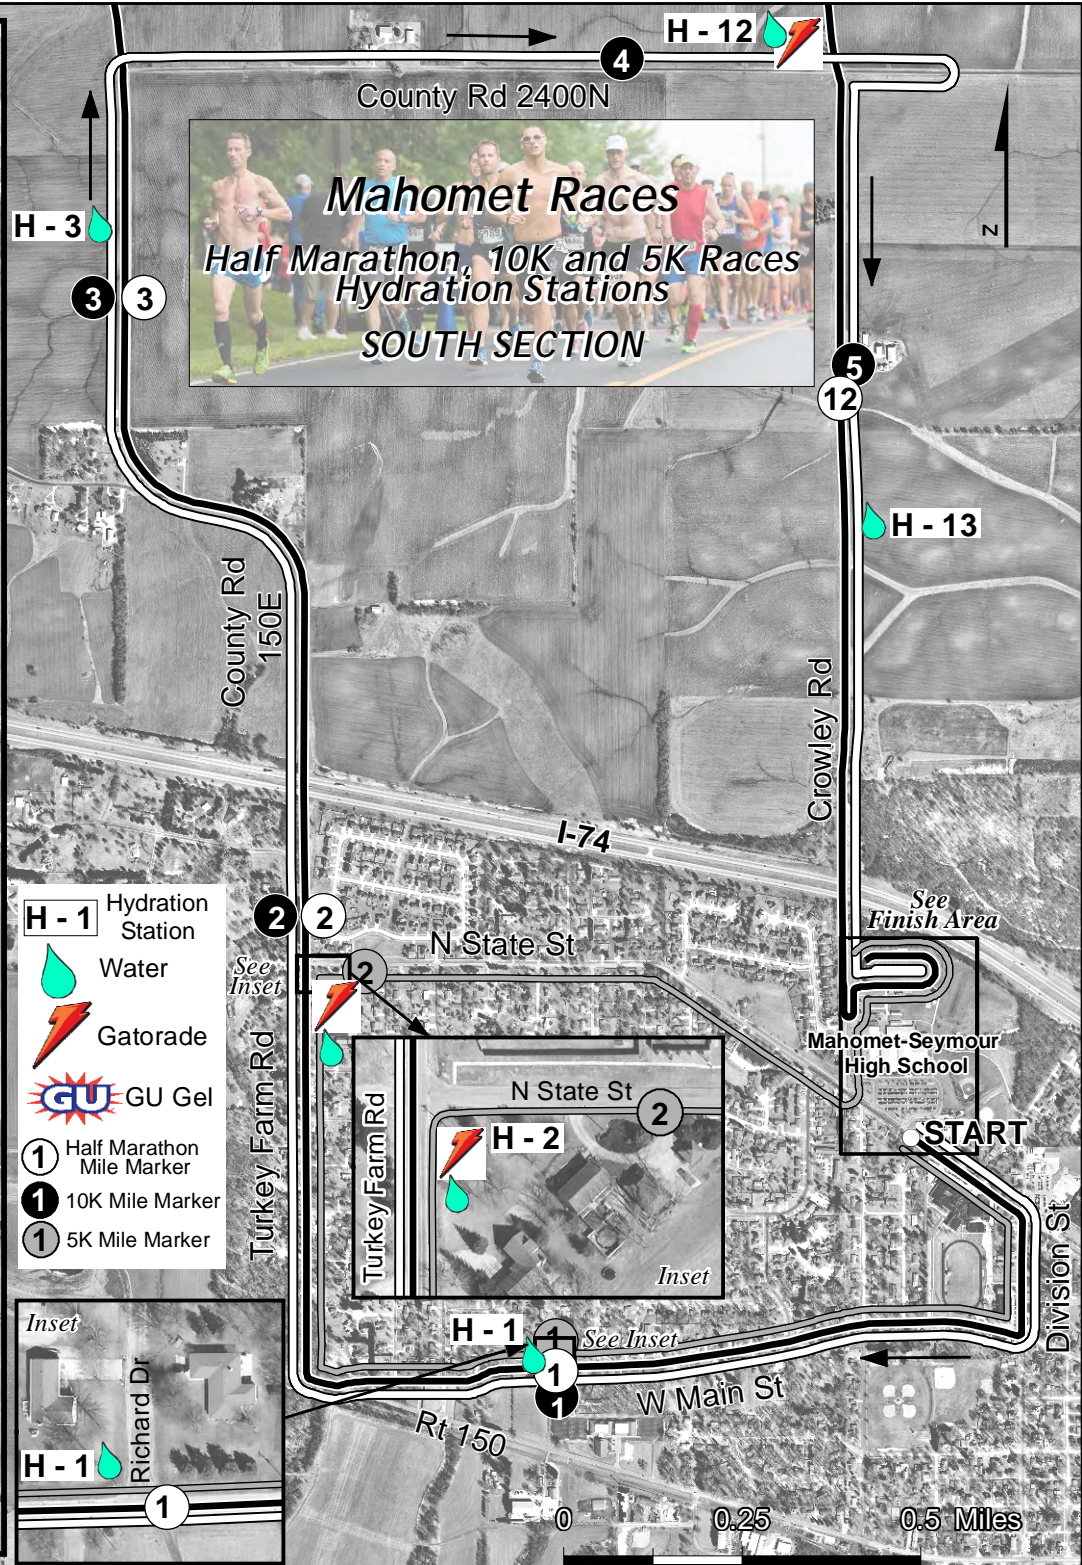 H - 12
4
County Rd 2400N
Mahomet Races
Half Marathon, 10K and 5K Races
Hydration Stations
SOUTH SECTION
N
H - 3
3
3
5
12
H - 13
County Rd
150E
Crowley Rd
I-74
See
Finish Area
H - 1
Hydration
Station
Water
Gatorade
GU
GU Gel
1
Half Marathon
Mile Marker
1
10K Mile Marker
1
5K Mile Marker
2
2
N State St
See
Inset
2
Turkey Farm Rd
Mahomet-Seymour
High School
START
N State St
2
H - 2
Turkey Farm Rd
Inset
Division St
H - 1
1
See Inset
1
1
W Main St
Rt 150
Inset
Richard Dr
H - 1
1
0
0.25
0.5 Miles